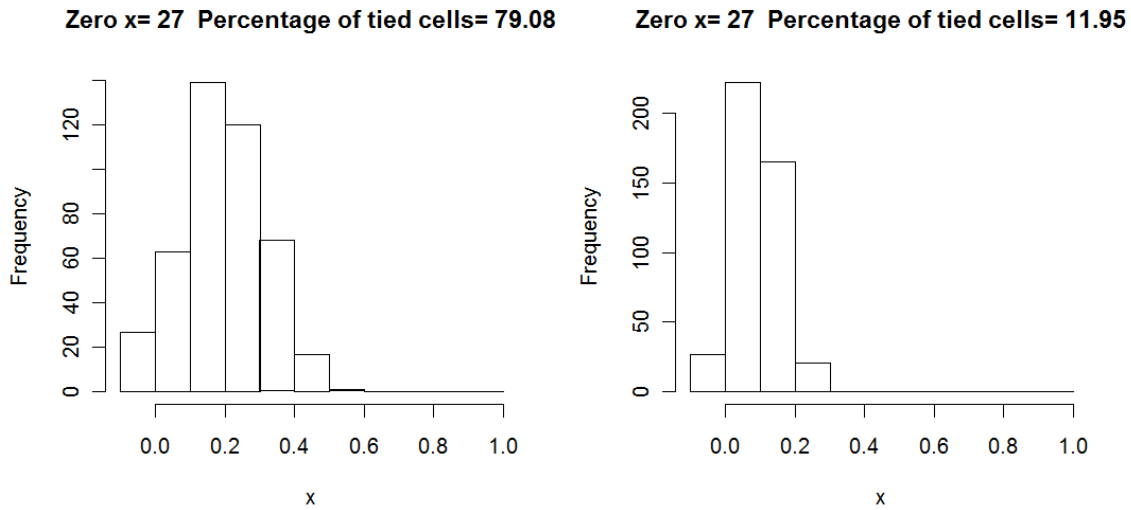 Zero x= 27  Percentage of tied cells= 79.08
Frequency
0 20 40 60 80 120
0.0 0.2 0.4 0.6 0.8 1.0
x
Zero x= 27  Percentage of tied cells= 11.95
Frequency
0 50 100 150 200
0.0 0.2 0.4 0.6 0.8 1.0
x